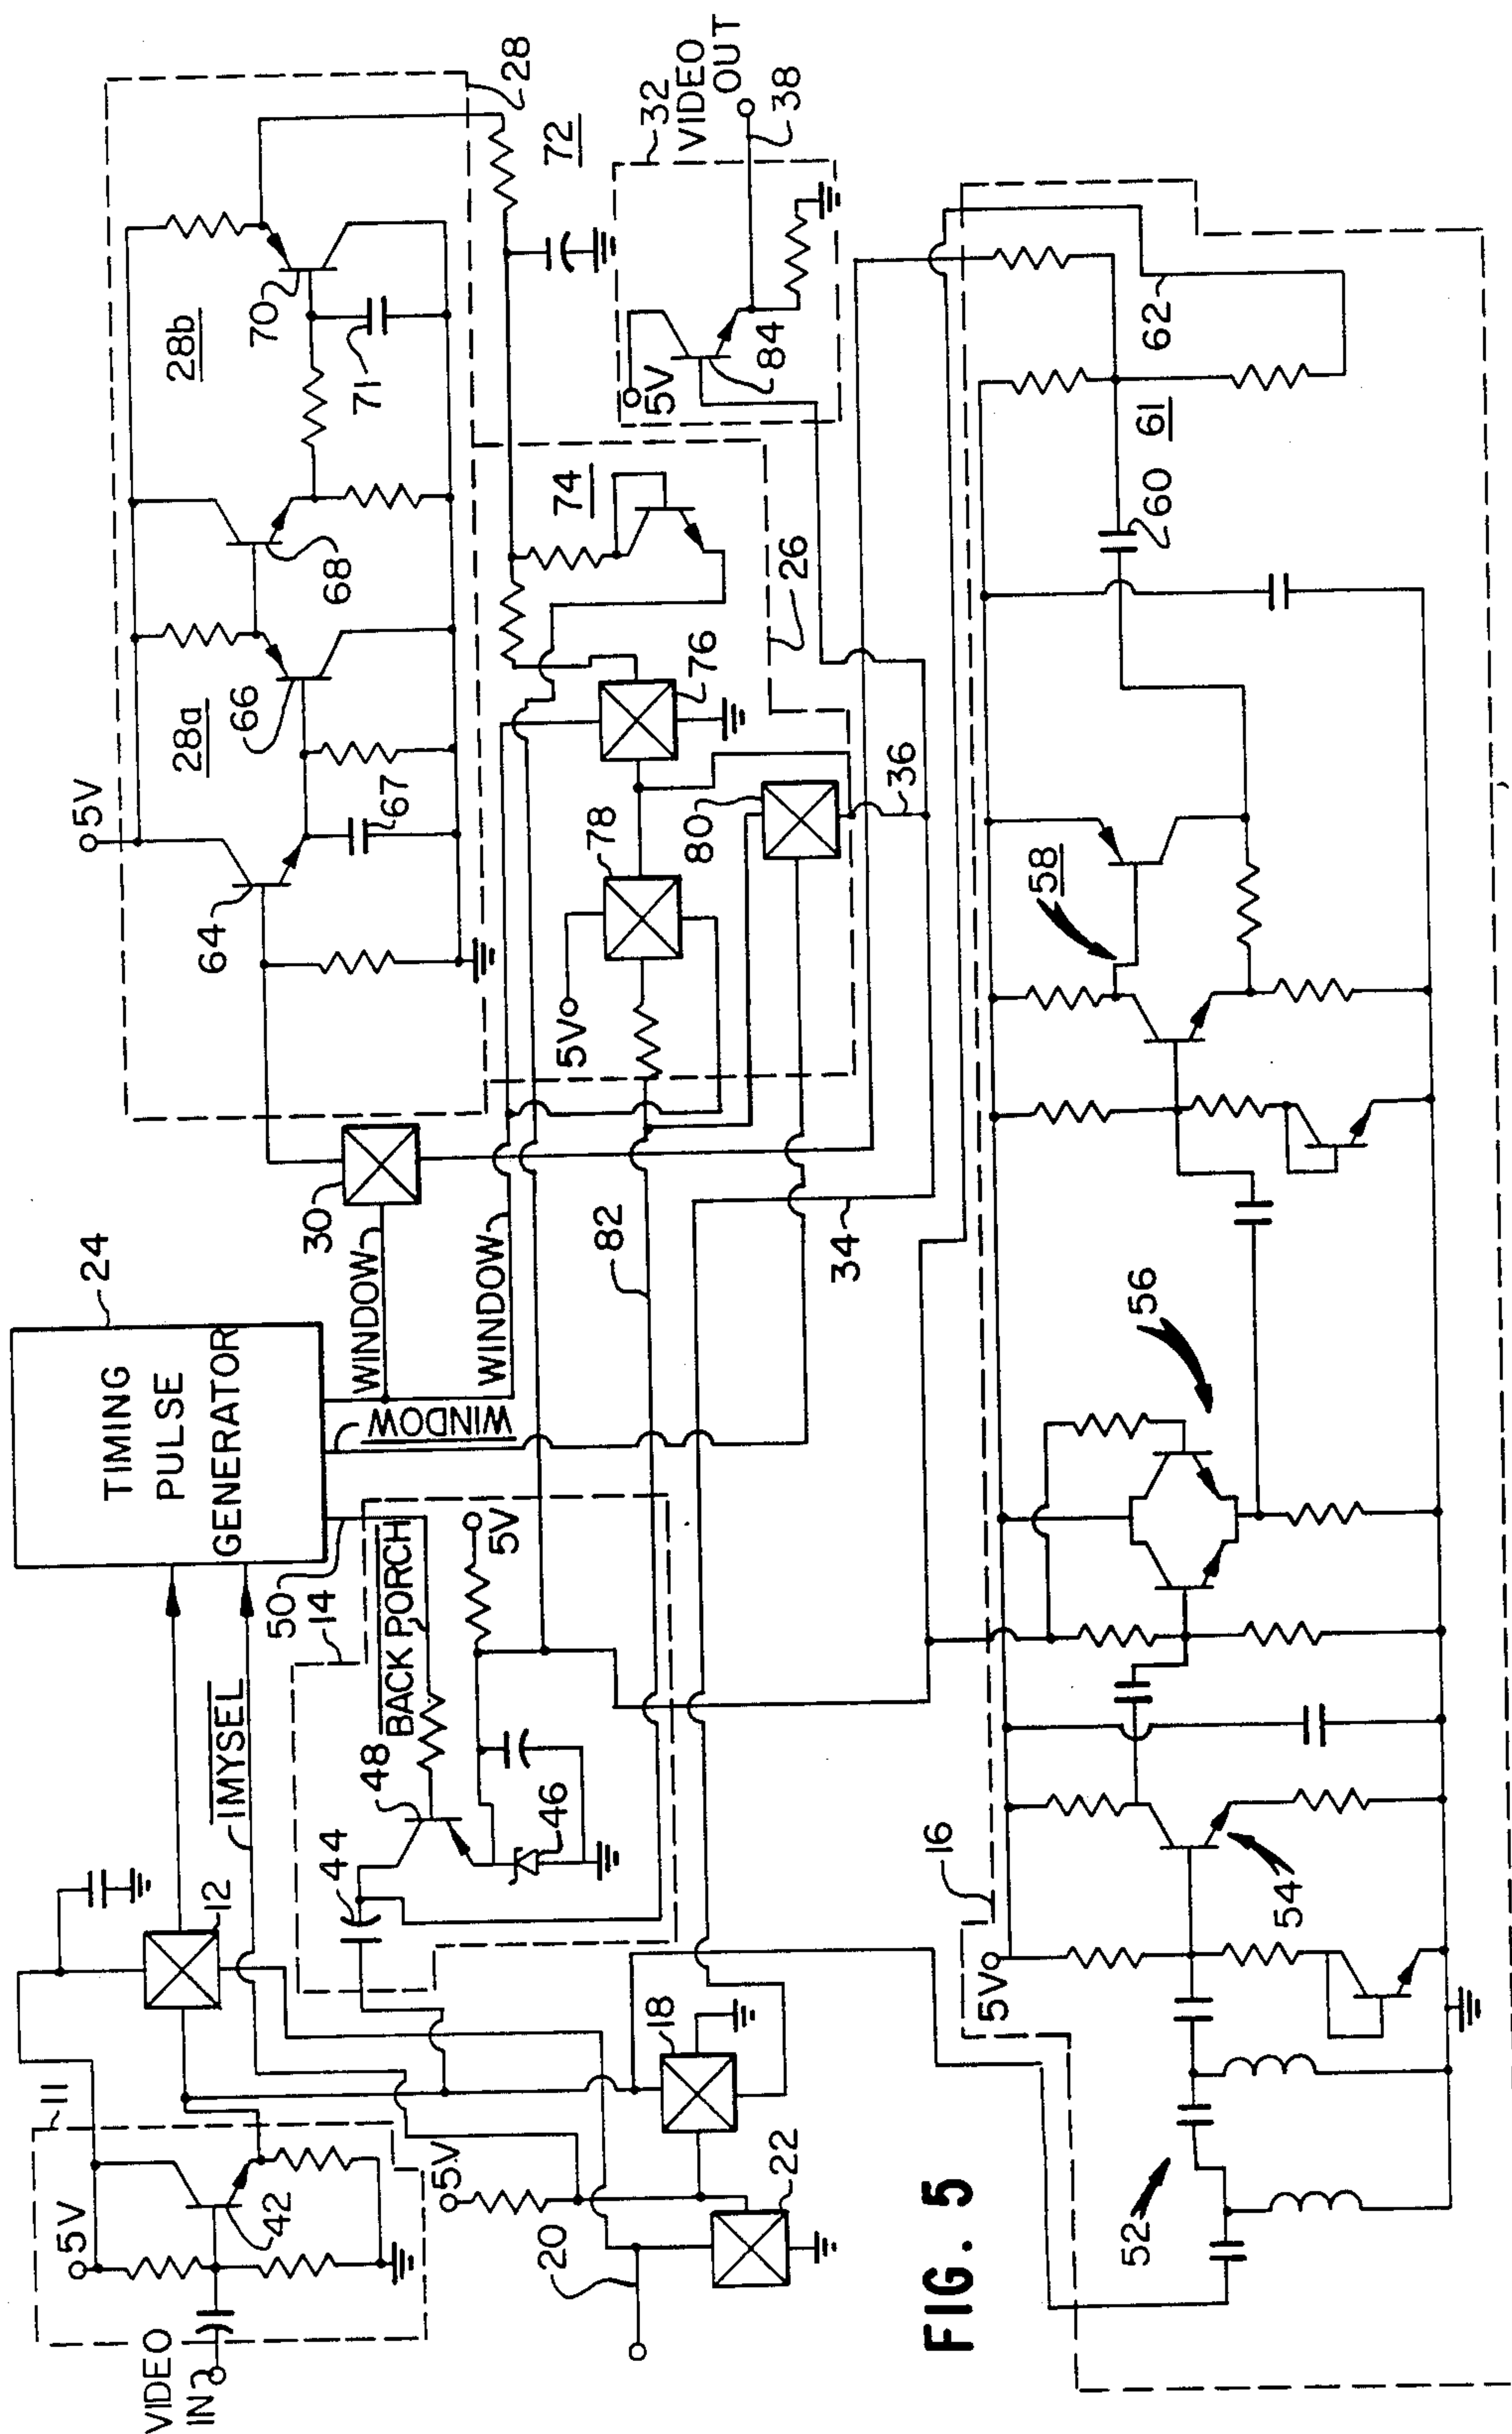 VIDEO
IN
5V
11
42
12
IMYSEL
TIMING
PULSE
GENERATOR
24
20
5V
22
18
44
48
46
14
50
BACK PORCH
5V
WINDOW
WINDOW
WINDOW
30
82
34
5V
64
28a
66
67
68
28b
70
71
28
72
74
76
78
80
5V
26
36
5V
84
32
VIDEO
OUT
38
FIG. 5
16
5V
52
54
56
58
60
61
62